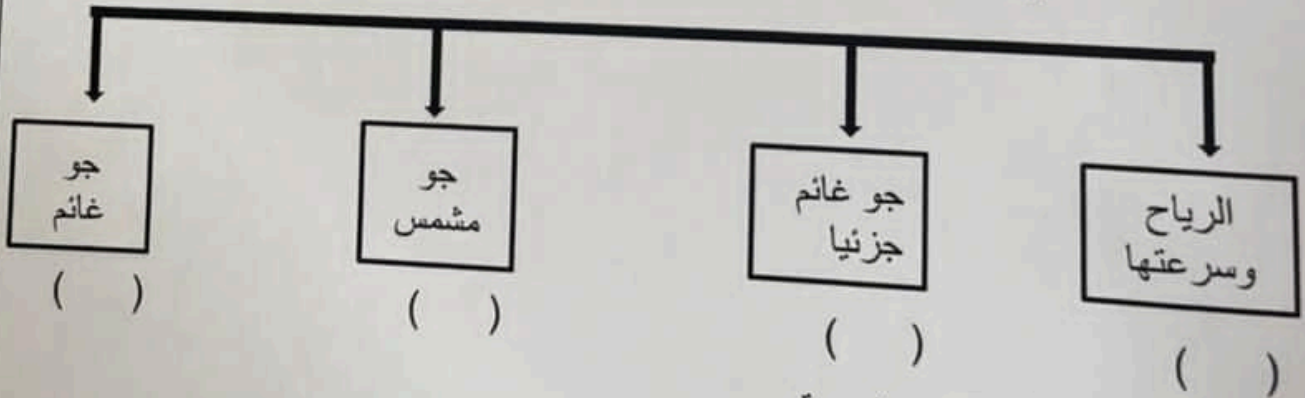 الرياح
وسرعتها
( )
جو غائم
جزئيا
( )
جو
مشمس
( )
جو
غائم
( )